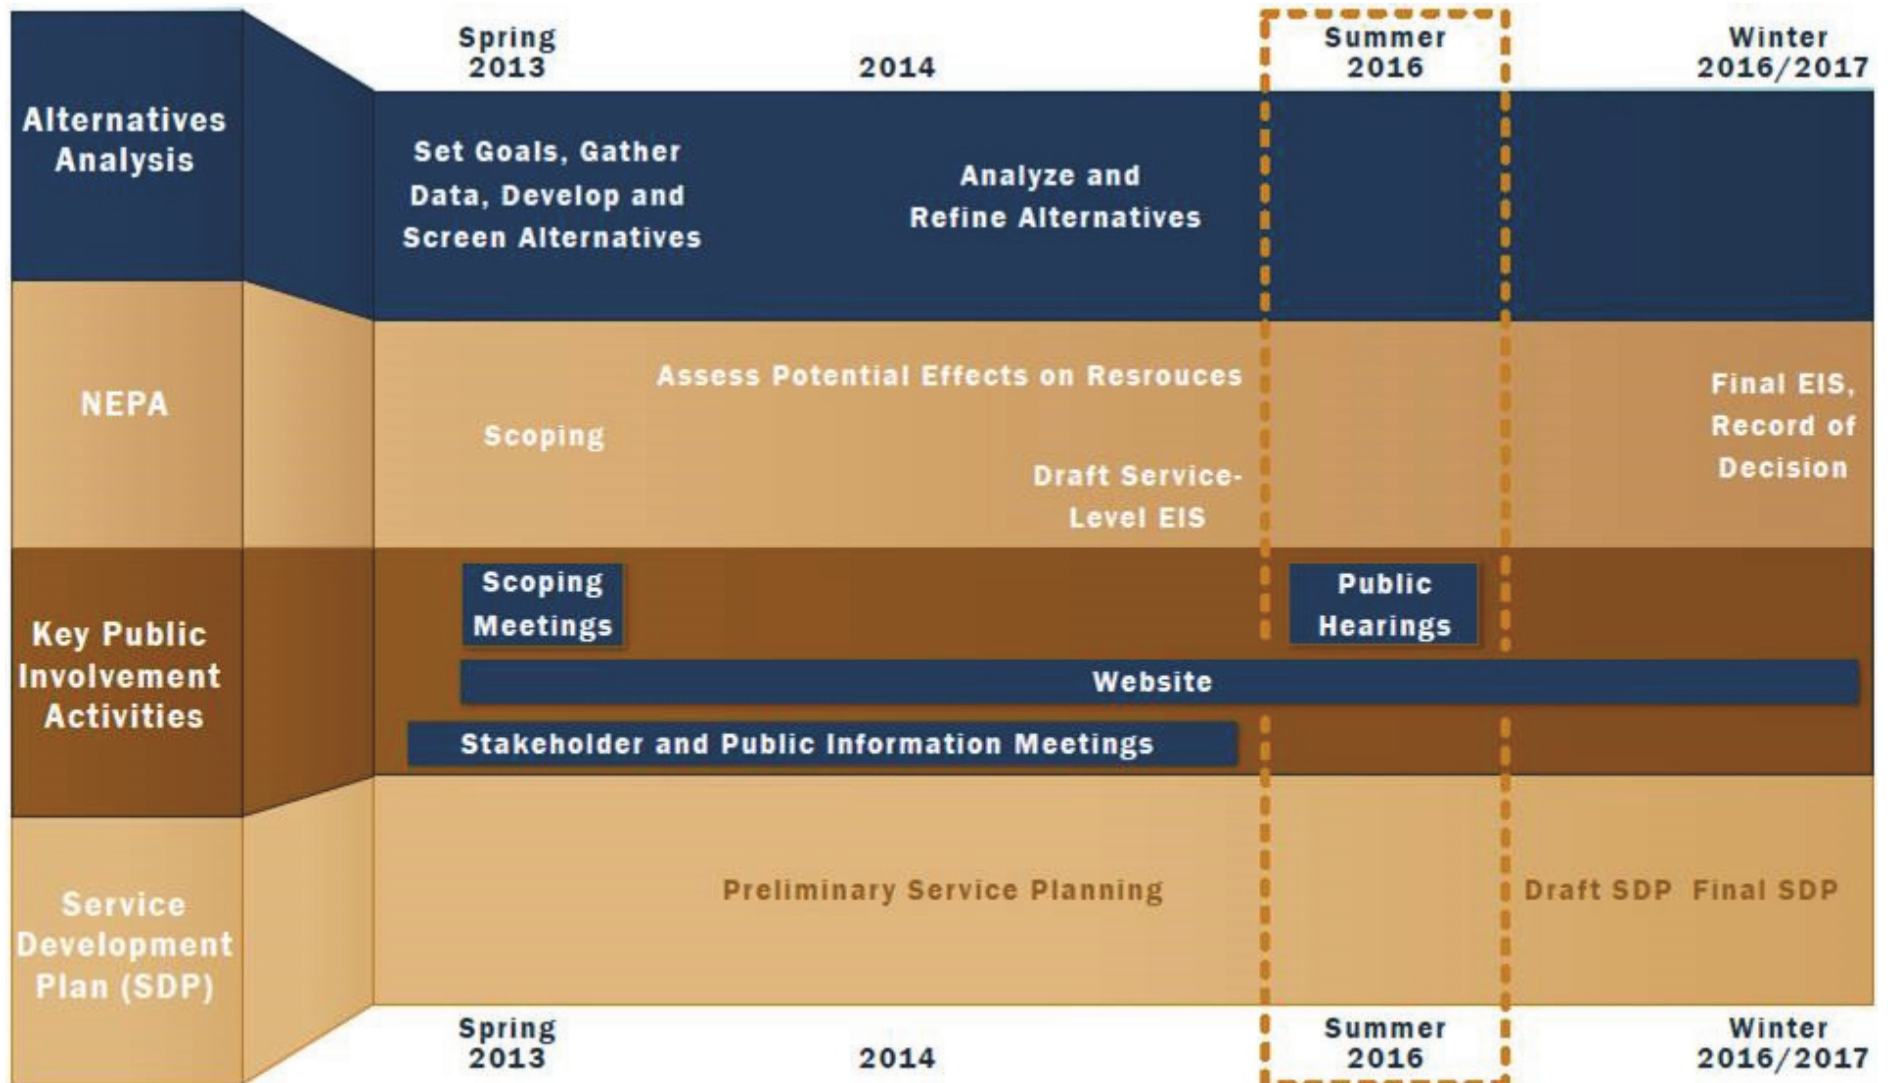 Spring
2013
2014
Summer
2016
Winter
2016/2017
Alternatives
Analysis
Set Goals, Gather
Data, Develop and
Screen Alternatives
Analyze and
Refine Alternatives
NEPA
Assess Potential Effects on Resrouces
Scoping
Draft Service-
Level EIS
Final EIS,
Record of
Decision
Key Public
Involvement
Activities
Scoping
Meetings
Public
Hearings
Website
Stakeholder and Public Information Meetings
Service
Development
Plan (SDP)
Preliminary Service Planning
Draft SDP Final SDP
Spring
2013
2014
Summer
2016
Winter
2016/2017